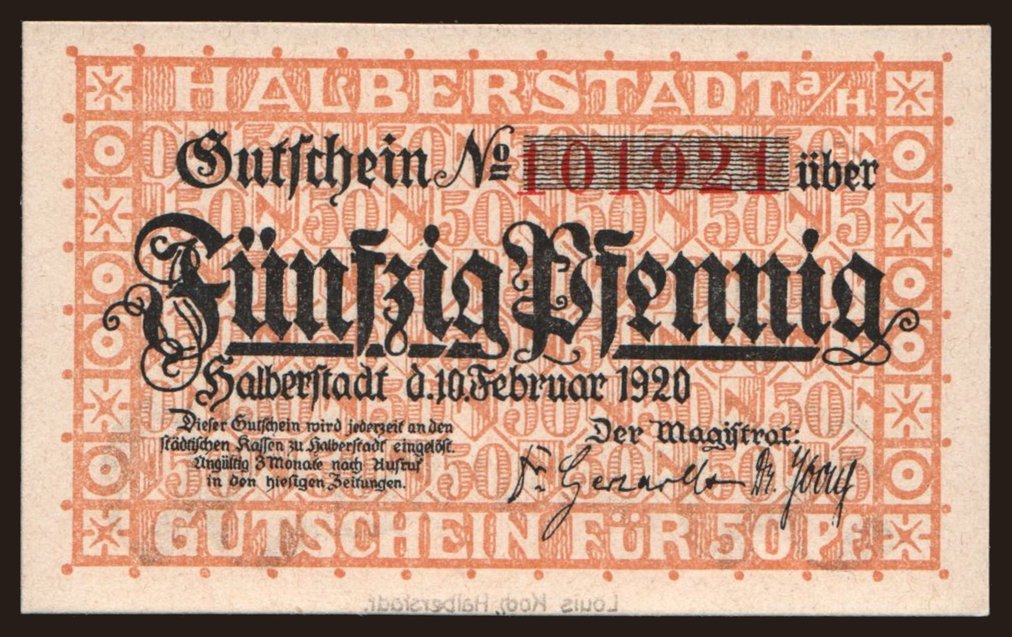 HALBERSTADT a/H.
Gutschein No 101921 über
Fünfzig Pfennig
Halberstadt d. 10. Februar 1920
Dieser Gutschein wird jederzeit an den
städtischen Kassen zu Halberstadt eingelöst.
Ungültig 3 Monate nach Aufruf
in den hiesigen Zeitungen.
Der Magistrat:
GUTSCHEIN FÜR 50 Pf.
Louis Koch, Halberstadt.